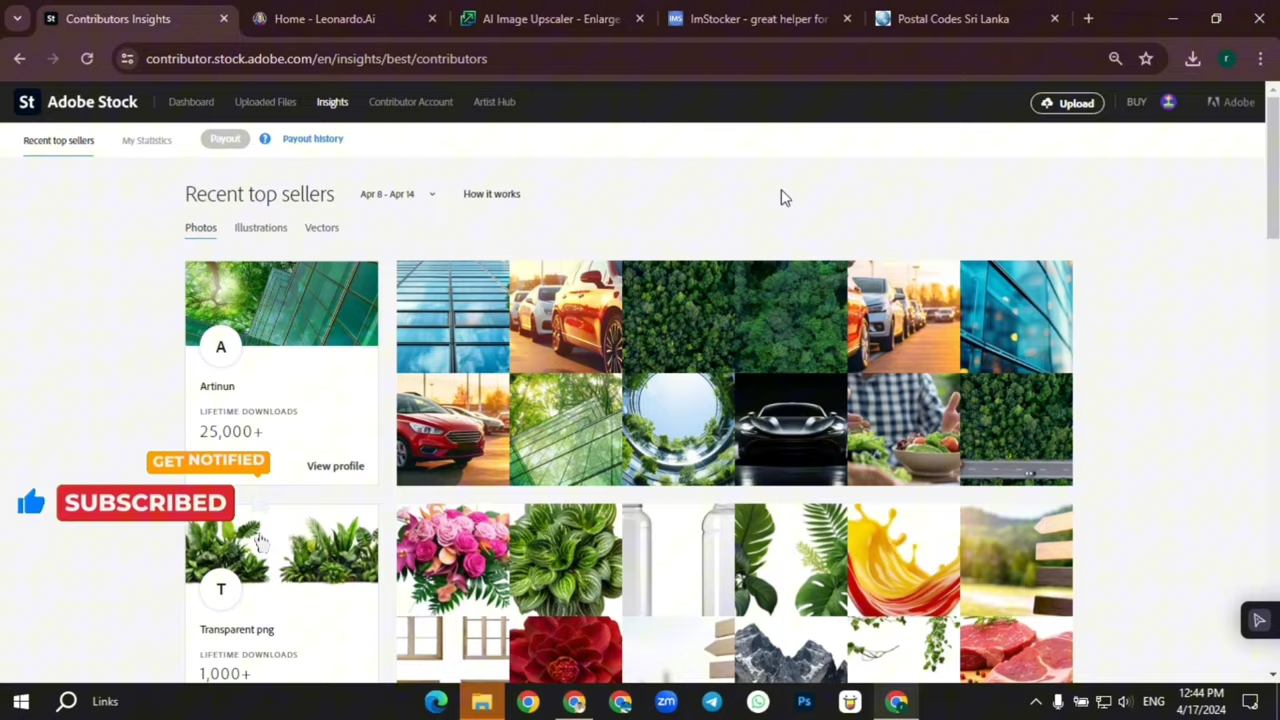 St Contributors Insights
Home - Leonardo.Ai
AI Image Upscaler - Enlarge
IMS ImStocker - great helper for
Postal Codes Sri Lanka
contributor.stock.adobe.com/en/insights/best/contributors
r
St Adobe Stock
Dashboard
Uploaded Files
Insights
Contributor Account
Artist Hub
Upload
BUY
Adobe
Recent top sellers
My Statistics
Payout
?
Payout history
Recent top sellers
Apr 8 - Apr 14
How it works
Photos
Illustrations
Vectors
A
Artinun
LIFETIME DOWNLOADS
25,000+
GET NOTIFIED
View profile
SUBSCRIBED
T
Transparent png
LIFETIME DOWNLOADS
1,000+
Links
zm
Ps
ENG
12:44 PM
4/17/2024